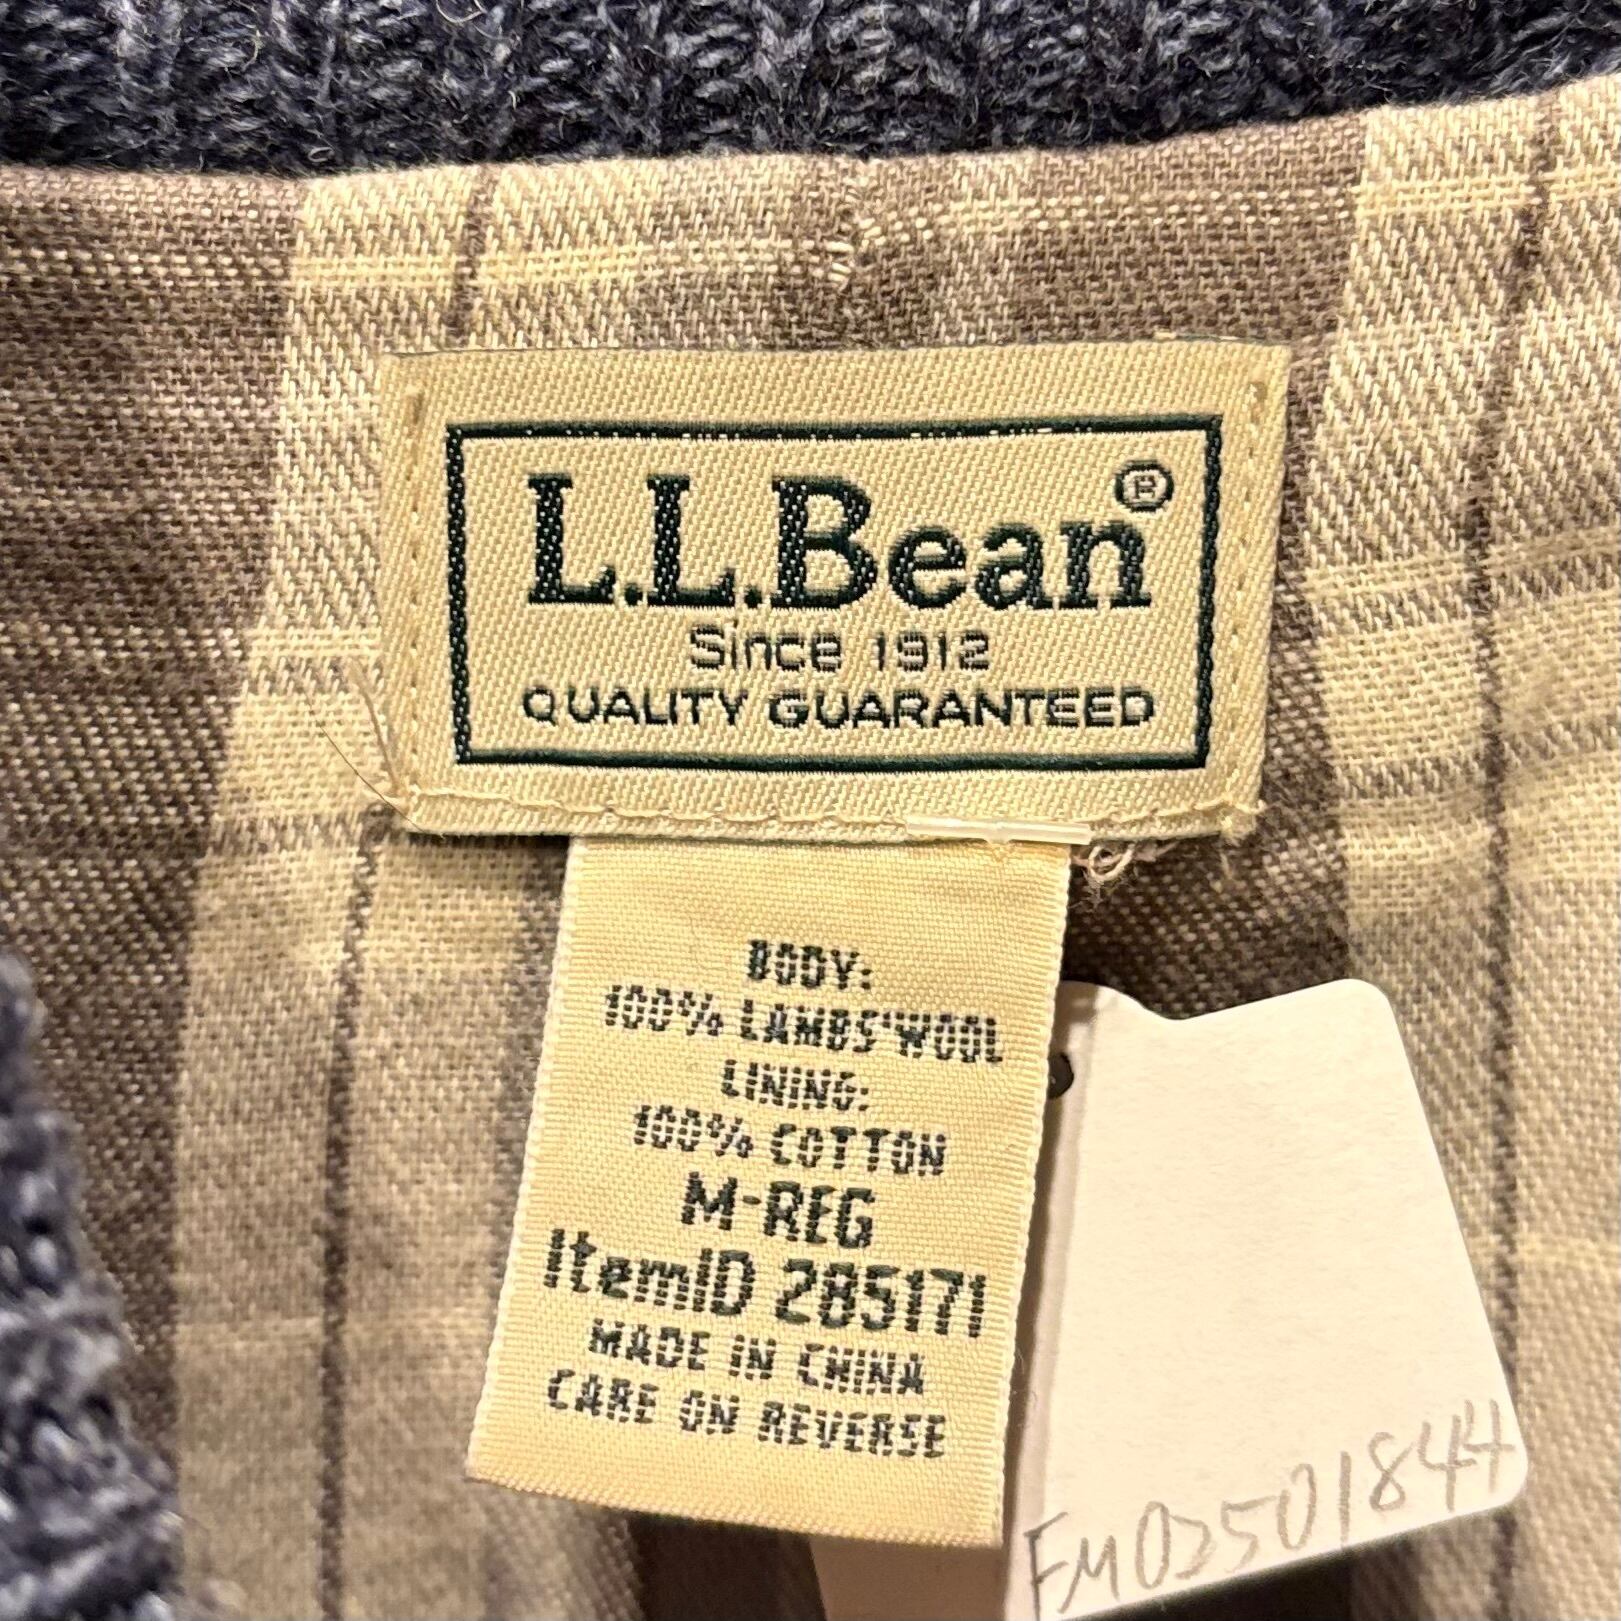 L.L.Bean®
Since 1912
QUALITY GUARANTEED
BODY:
100% LAMBS'WOOL
LINING:
100% COTTON
M-REG
ItemID 285171
MADE IN CHINA
CARE ON REVERSE
FM02501844